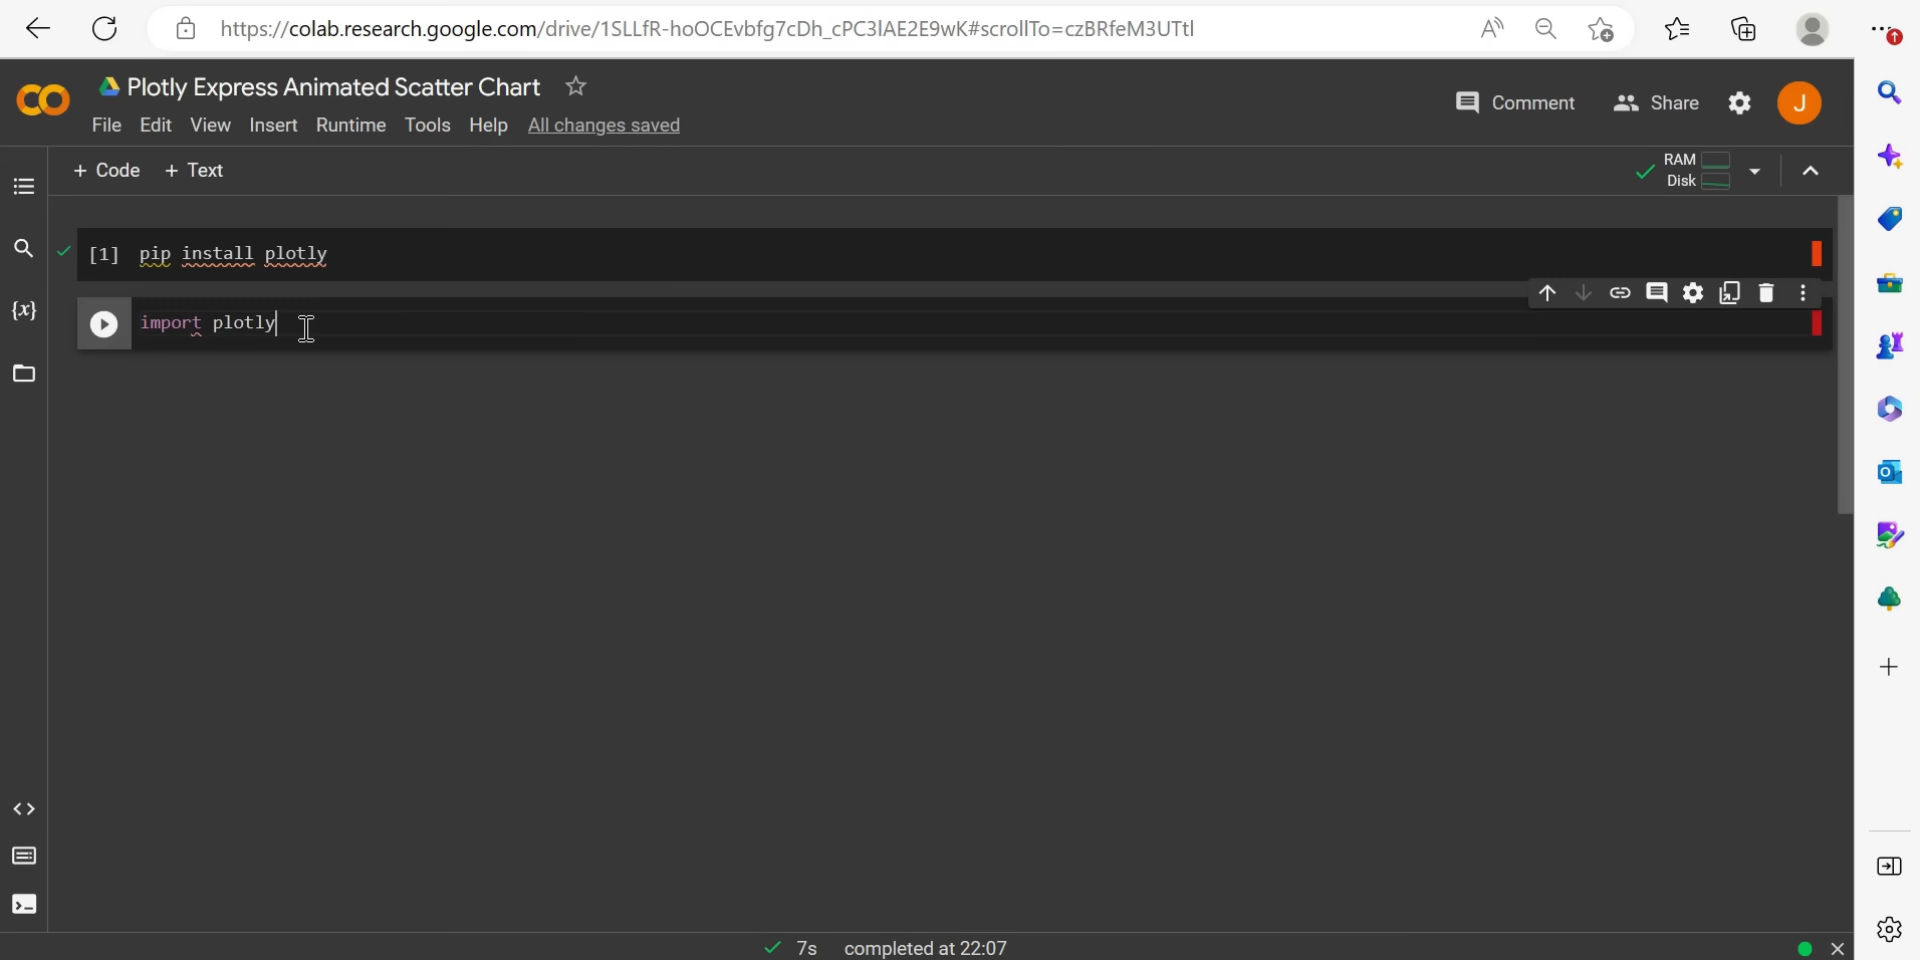 https://colab.research.google.com/drive/1SLLfR-hoOCEvbfg7cDh_cPC3lAE2E9wK#scrollTo=czBRfeM3UTtl
Plotly Express Animated Scatter Chart
Comment
Share
J
File Edit View Insert Runtime Tools Help All changes saved
+ Code + Text
RAM
Disk
[1] pip install plotly
{x}
import plotly
7s completed at 22:07